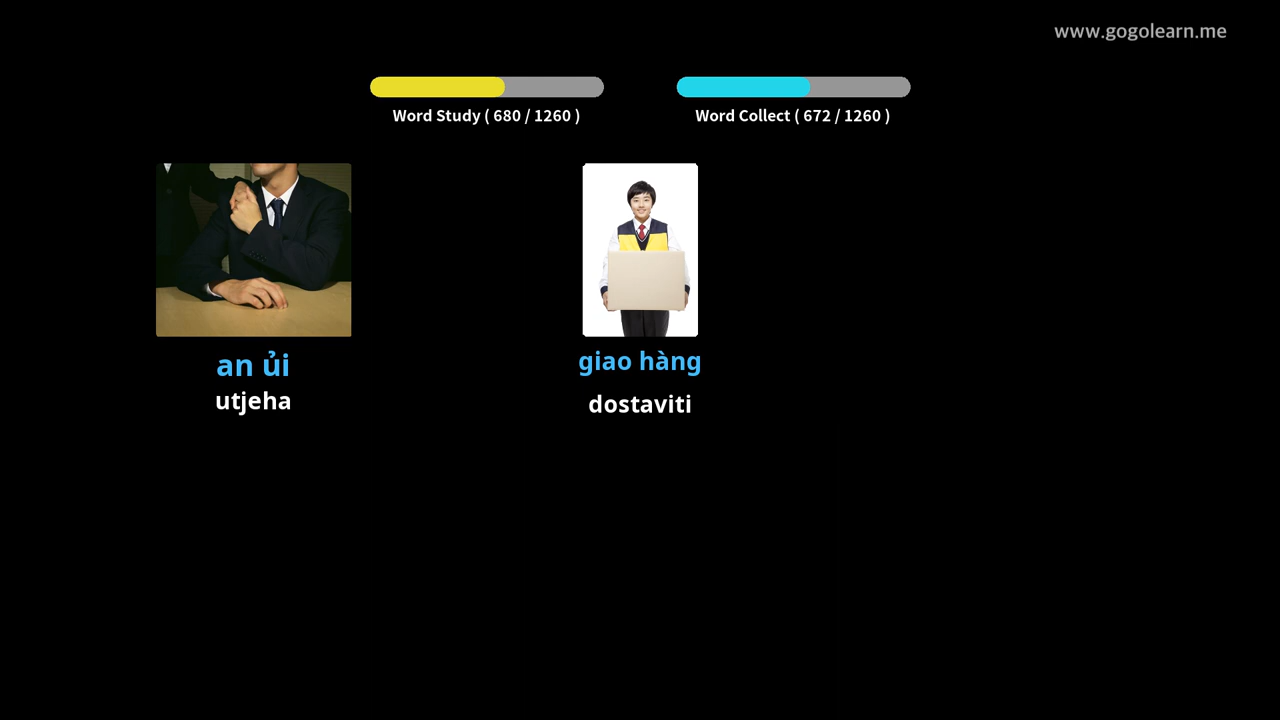 www.gogolearn.me
Word Study ( 680 / 1260 )
Word Collect ( 672 / 1260 )
an ủi
utjeha
giao hàng
dostaviti